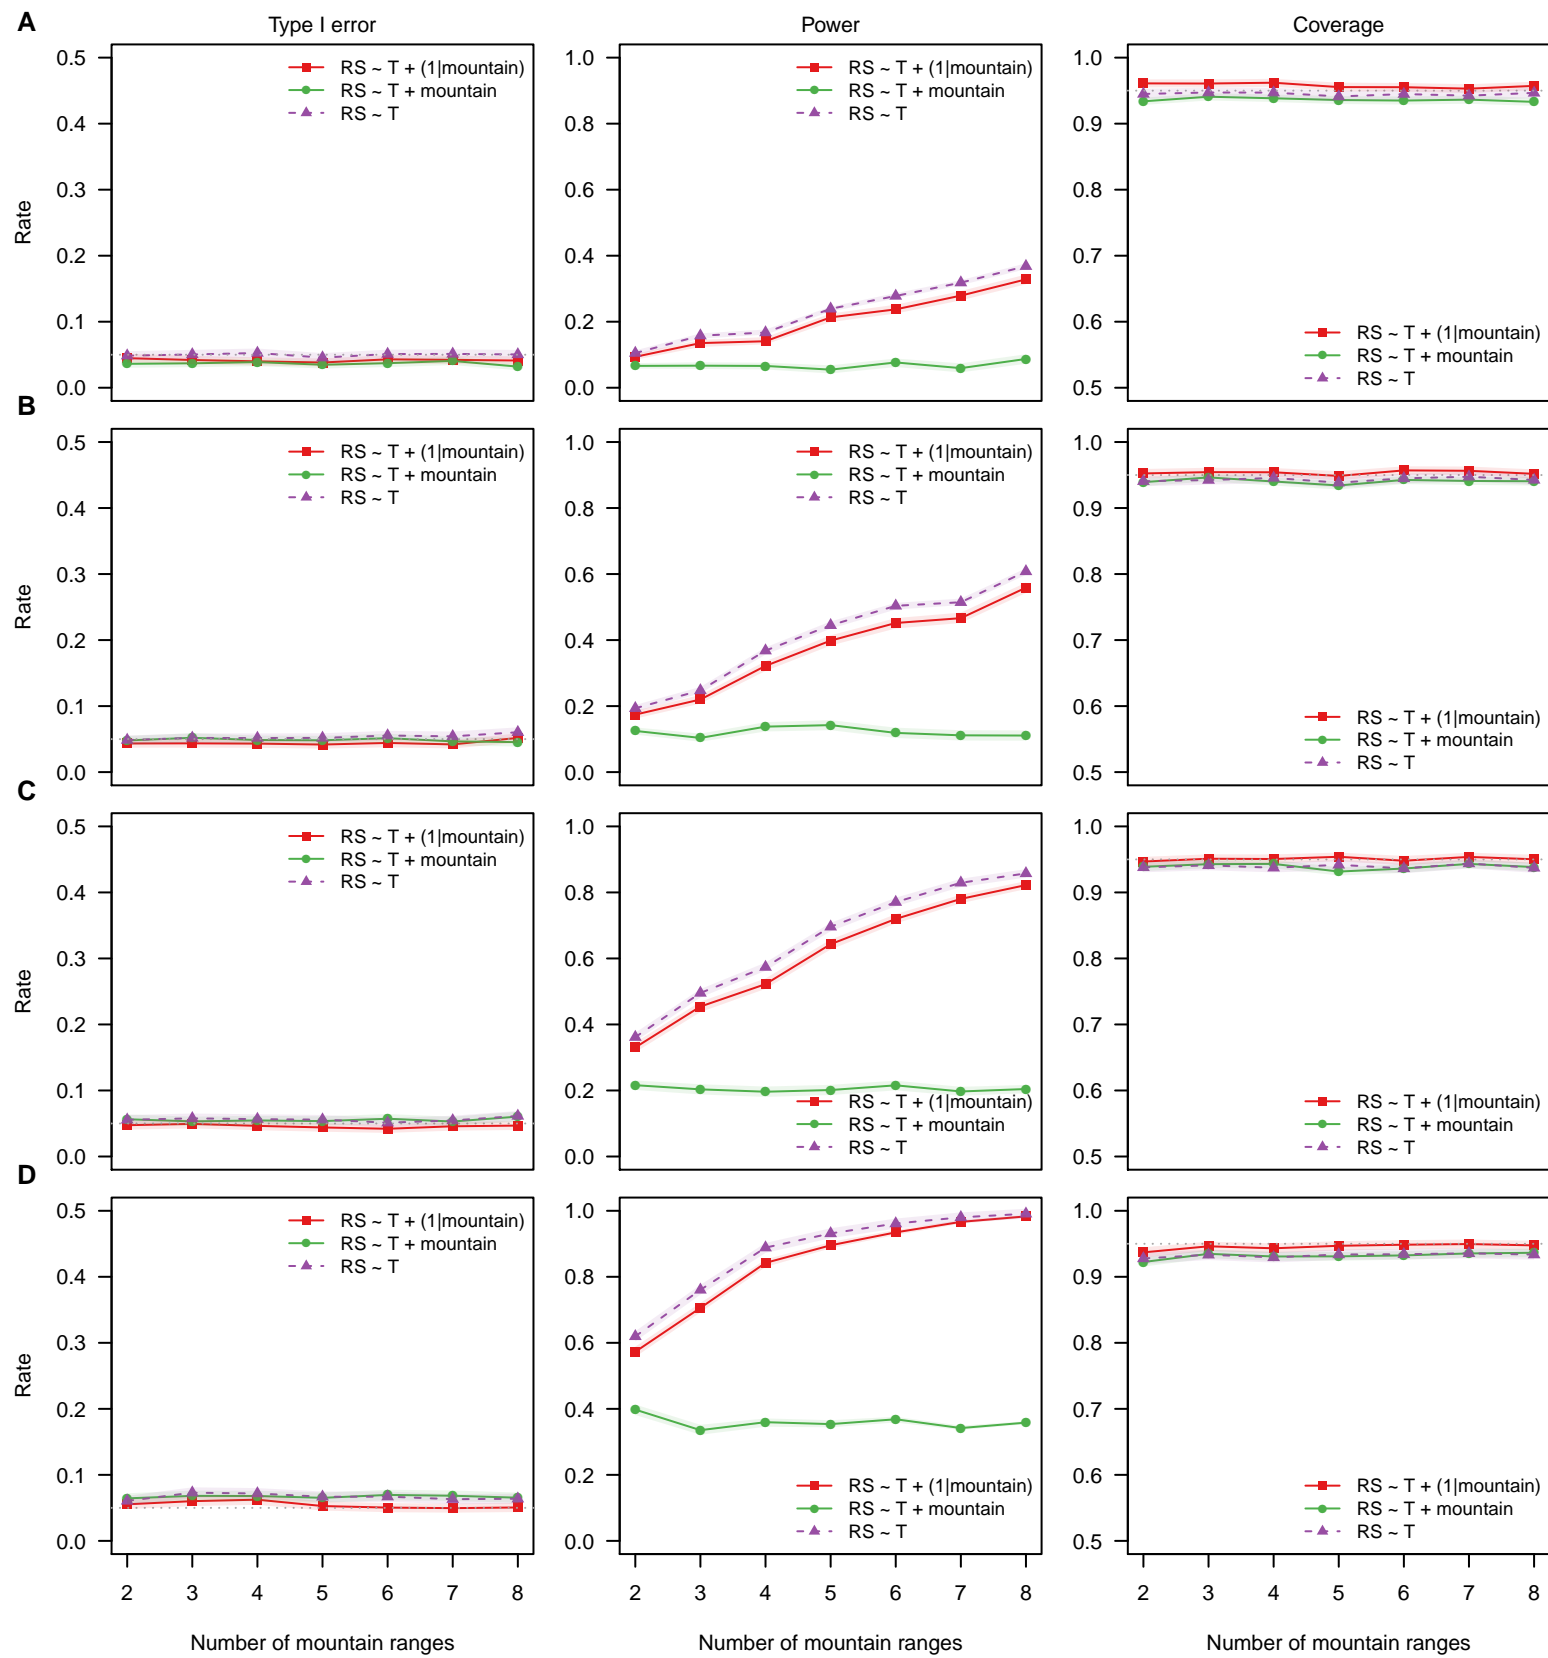 A
Type I error
Power
Coverage
0.5
0.4
0.3
0.2
0.1
0.0
Rate
RS ~ T + (1|mountain)
RS ~ T + mountain
RS ~ T
1.0
0.8
0.6
0.4
0.2
0.0
RS ~ T + (1|mountain)
RS ~ T + mountain
RS ~ T
1.0
0.9
0.8
0.7
0.6
0.5
RS ~ T + (1|mountain)
RS ~ T + mountain
RS ~ T
B
0.5
0.4
0.3
0.2
0.1
0.0
Rate
RS ~ T + (1|mountain)
RS ~ T + mountain
RS ~ T
1.0
0.8
0.6
0.4
0.2
0.0
RS ~ T + (1|mountain)
RS ~ T + mountain
RS ~ T
1.0
0.9
0.8
0.7
0.6
0.5
RS ~ T + (1|mountain)
RS ~ T + mountain
RS ~ T
C
0.5
0.4
0.3
0.2
0.1
0.0
Rate
RS ~ T + (1|mountain)
RS ~ T + mountain
RS ~ T
1.0
0.8
0.6
0.4
0.2
0.0
RS ~ T + (1|mountain)
RS ~ T + mountain
RS ~ T
1.0
0.9
0.8
0.7
0.6
0.5
RS ~ T + (1|mountain)
RS ~ T + mountain
RS ~ T
D
0.5
0.4
0.3
0.2
0.1
0.0
Rate
RS ~ T + (1|mountain)
RS ~ T + mountain
RS ~ T
2 3 4 5 6 7 8
Number of mountain ranges
1.0
0.8
0.6
0.4
0.2
0.0
RS ~ T + (1|mountain)
RS ~ T + mountain
RS ~ T
2 3 4 5 6 7 8
Number of mountain ranges
1.0
0.9
0.8
0.7
0.6
0.5
RS ~ T + (1|mountain)
RS ~ T + mountain
RS ~ T
2 3 4 5 6 7 8
Number of mountain ranges